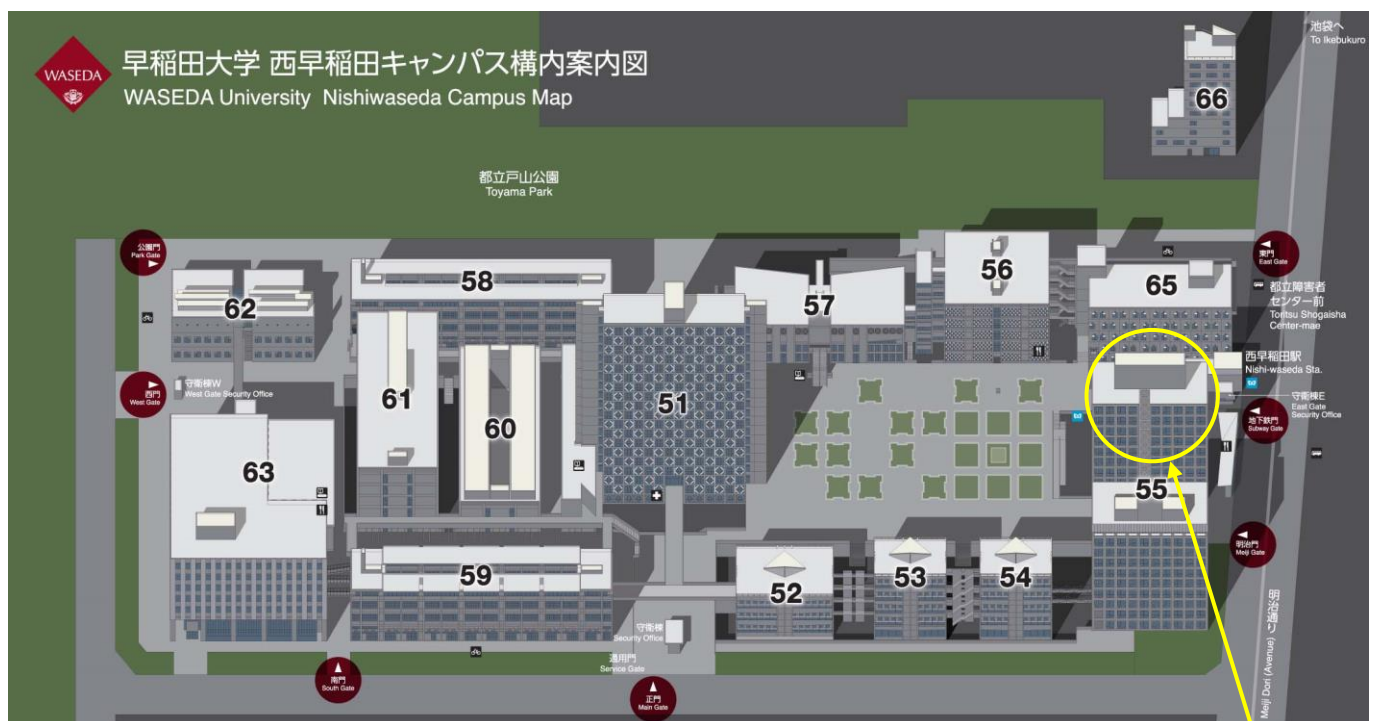 WASEDA
早稲田大学 西早稲田キャンパス構内案内図
WASEDA University Nishiwaseda Campus Map
池袋へ
To Ikebukuro
66
都立戸山公園
Toyama Park
公園門
Park Gate
東門
East Gate
62
58
57
56
65
都立障害者
センター前
Toritsu Shogaisha
Center-mae
西早稲田駅
Nishi-waseda Sta.
守衛棟W
West Gate Security Office
西門
West Gate
守衛棟E
East Gate
Security Office
地下鉄門
Subway Gate
61
60
51
63
55
明治門
Meiji Gate
59
52
53
54
守衛棟
Security Office
通用門
Service Gate
南門
South Gate
正門
Main Gate
明治通り
Meiji Dori (Avenue)